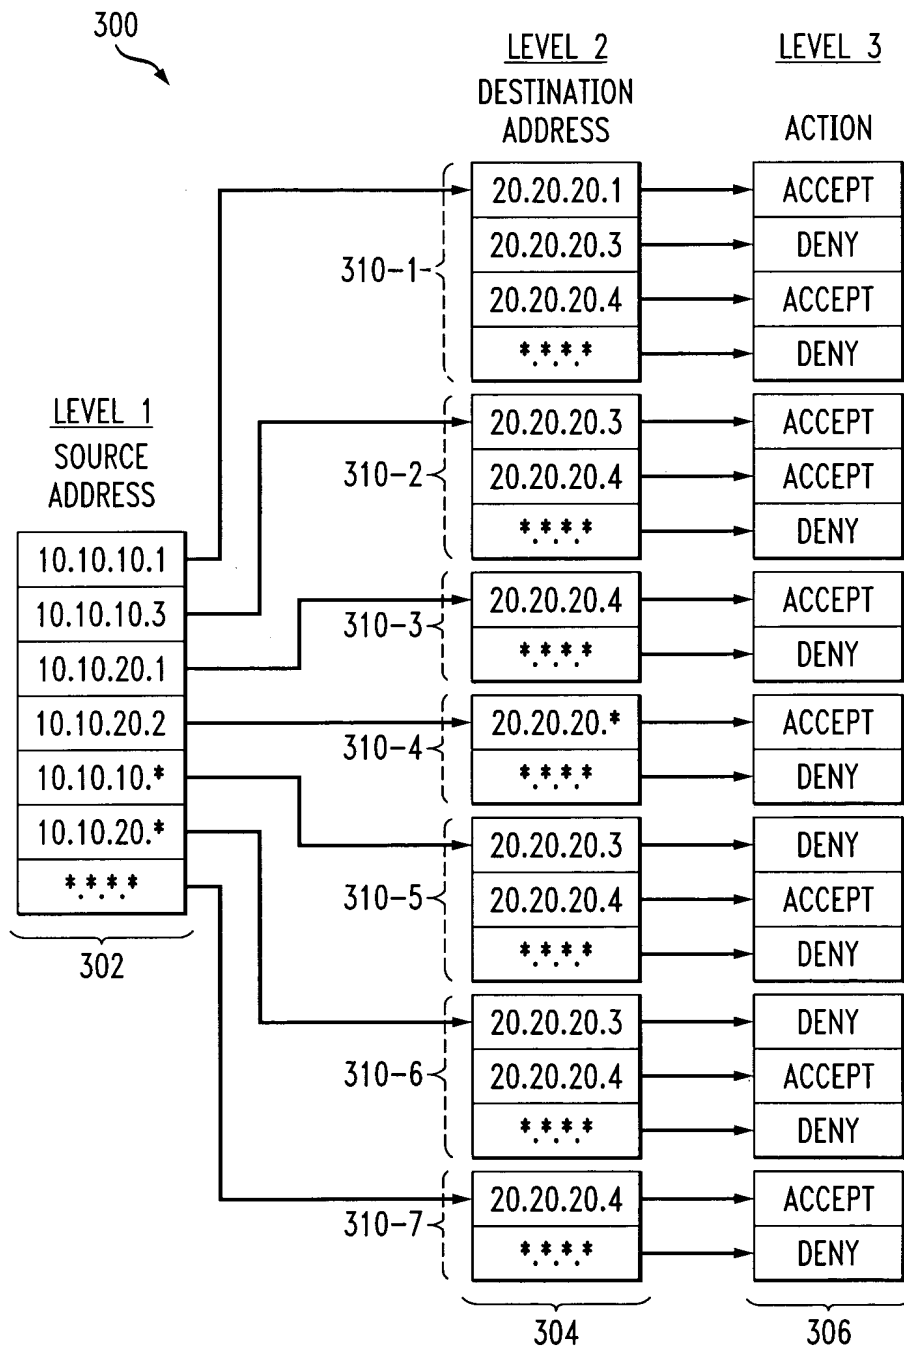 300
LEVEL 2
DESTINATION
ADDRESS
LEVEL 3
ACTION
310-1
20.20.20.1
ACCEPT
20.20.20.3
DENY
20.20.20.4
ACCEPT
*.*.*.*
DENY
LEVEL 1
SOURCE
ADDRESS
10.10.10.1
10.10.10.3
10.10.20.1
10.10.20.2
10.10.10.*
10.10.20.*
*.*.*.*
302
310-2
20.20.20.3
ACCEPT
20.20.20.4
ACCEPT
*.*.*.*
DENY
310-3
20.20.20.4
ACCEPT
*.*.*.*
DENY
310-4
20.20.20.*
ACCEPT
*.*.*.*
DENY
310-5
20.20.20.3
DENY
20.20.20.4
ACCEPT
*.*.*.*
DENY
310-6
20.20.20.3
DENY
20.20.20.4
ACCEPT
*.*.*.*
DENY
310-7
20.20.20.4
ACCEPT
*.*.*.*
DENY
304
306